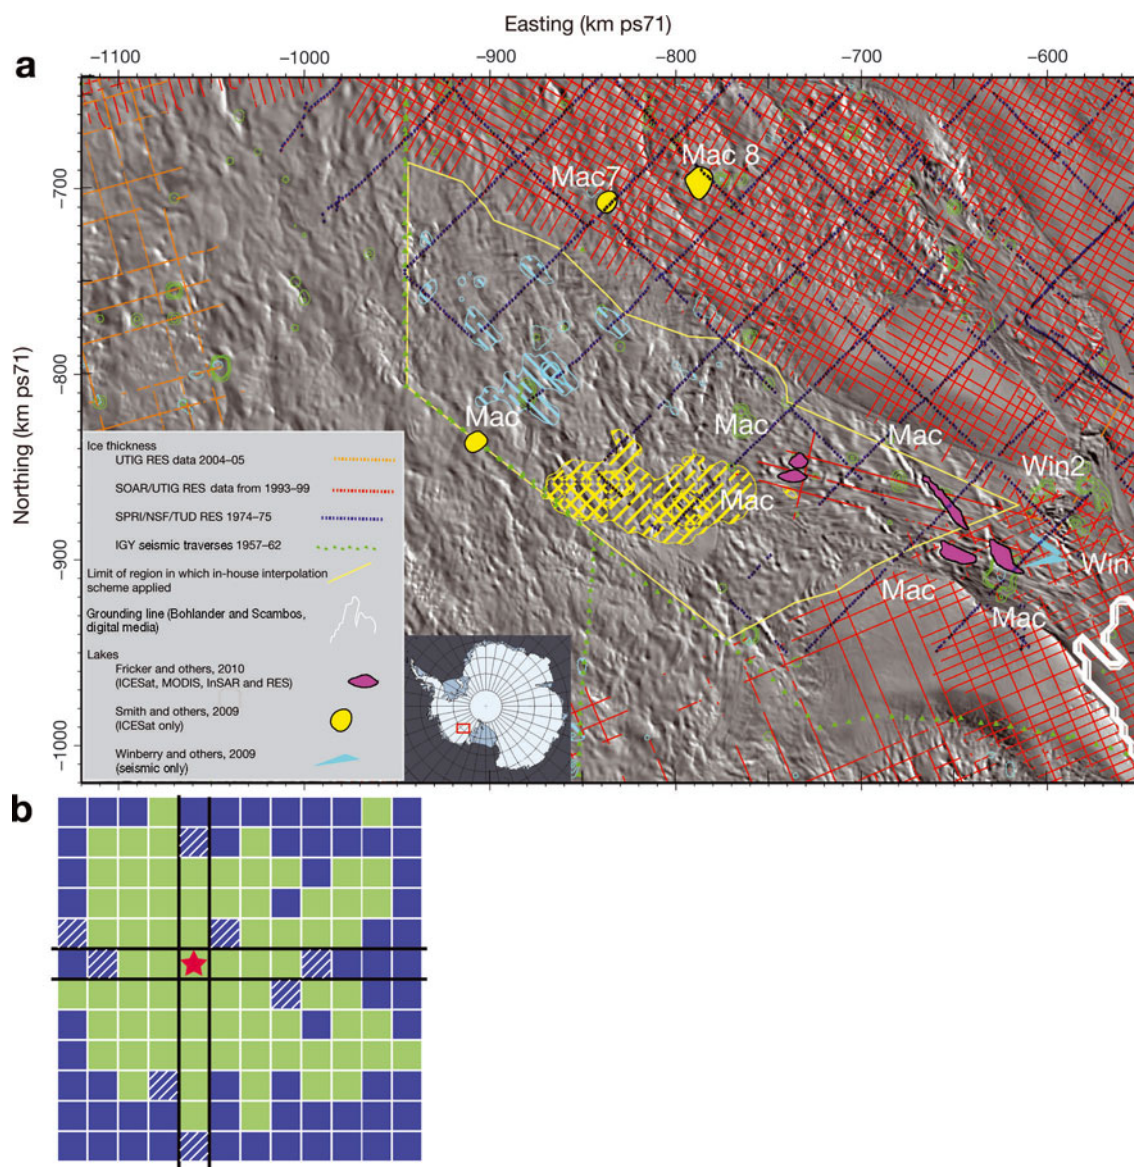 Easting (km ps71)
a
−1100 −1000 −900 −800 −700 −600
Northing (km ps71)
−700
−800
−900
−1000
Mac7
Mac 8
Mac
Mac
Mac
Mac
Win2
Win
Mac
Mac
Ice thickness
UTIG RES data 2004–05
SOAR/UTIG RES data from 1993–99
SPRI/NSF/TUD RES 1974–75
IGY seismic traverses 1957–62
Limit of region in which in-house interpolation
scheme applied
Grounding line (Bohlander and Scambos,
digital media)
Lakes
Fricker and others, 2010
(ICESat, MODIS, InSAR and RES)
Smith and others, 2009
(ICESat only)
Winberry and others, 2009
(seismic only)
b